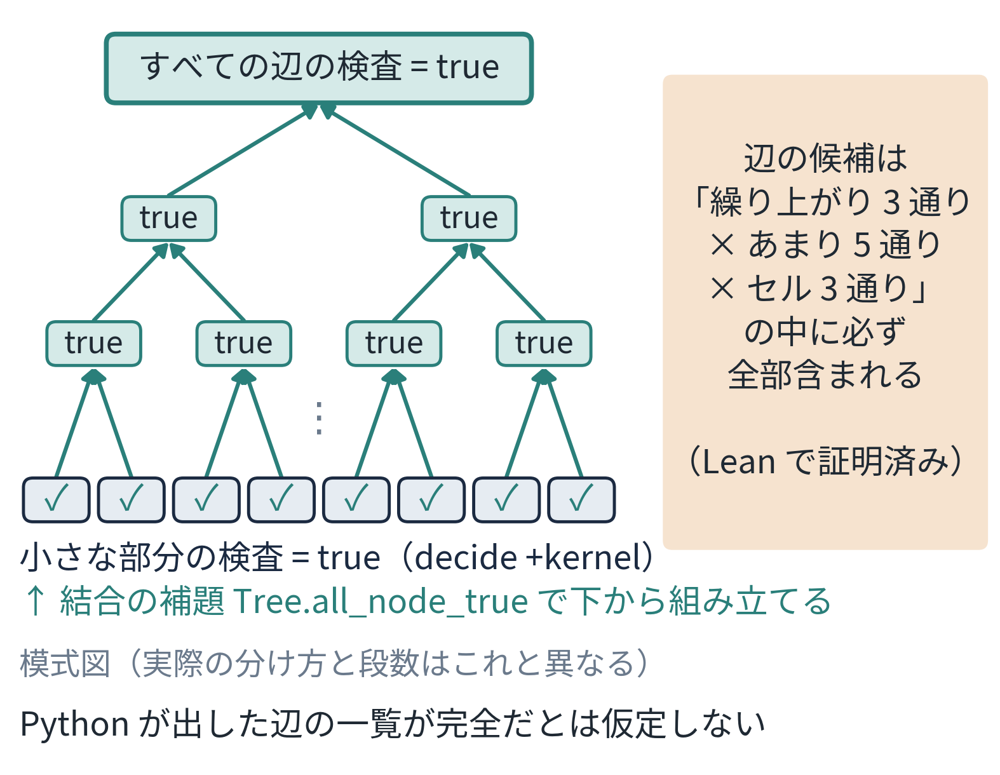 すべての辺の検査 = true
true
true
true
true
true
true
⋮
✓
✓
✓
✓
✓
✓
✓
✓
小さな部分の検査 = true（decide +kernel）
↑ 結合の補題 Tree.all_node_true で下から組み立てる
模式図（実際の分け方と段数はこれと異なる）
Python が出した辺の一覧が完全だとは仮定しない
辺の候補は
「繰り上がり 3 通り
× あまり 5 通り
× セル 3 通り」
の中に必ず
全部含まれる
（Lean で証明済み）